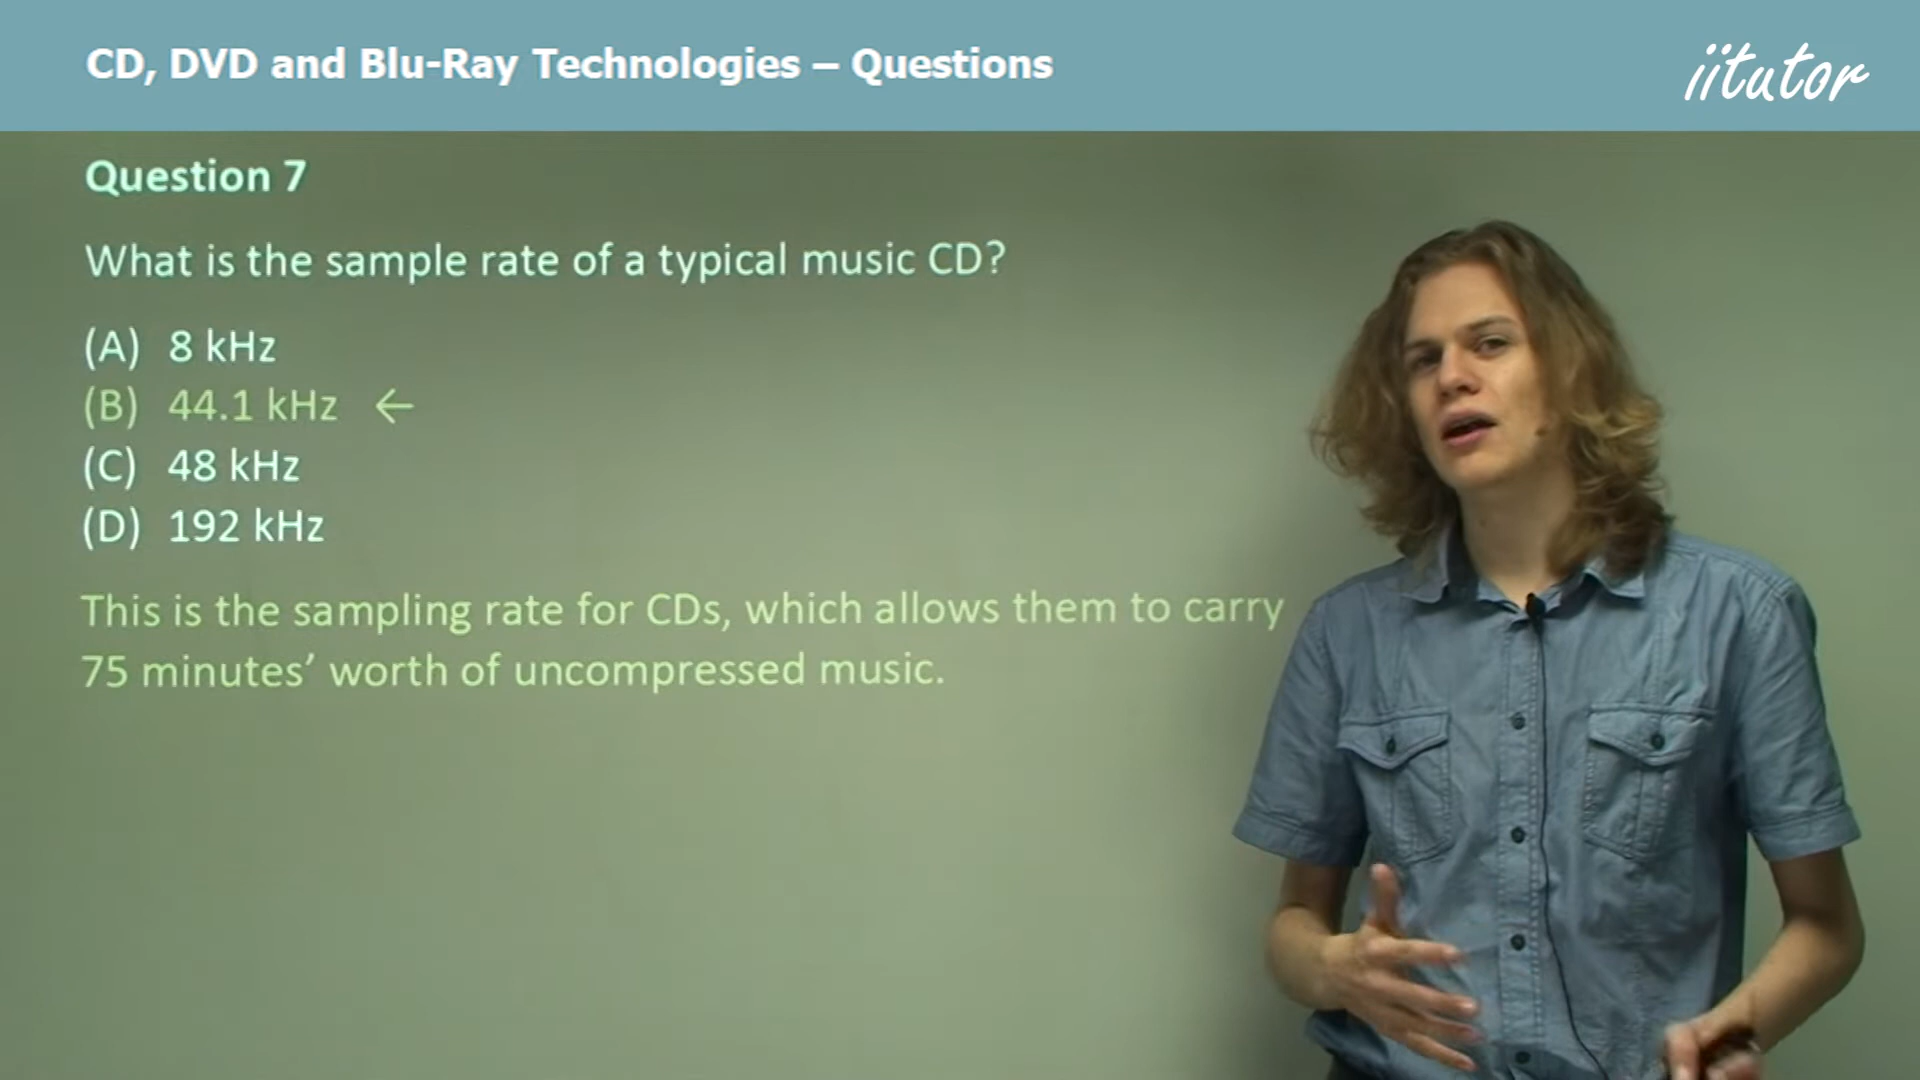 CD, DVD and Blu-Ray Technologies – Questions
iitutor
Question 7
What is the sample rate of a typical music CD?
(A) 8 kHz
(B) 44.1 kHz ←
(C) 48 kHz
(D) 192 kHz
This is the sampling rate for CDs, which allows them to carry
75 minutes’ worth of uncompressed music.